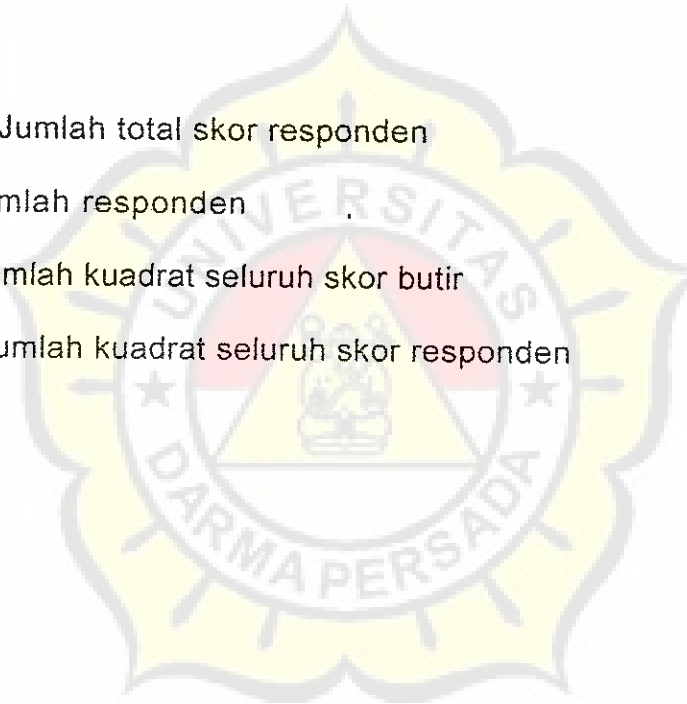 Jumlah total skor responden
mlah responden
mlah kuadrat seluruh skor butir
umlah kuadrat seluruh skor responden
UNIVERSITAS
DARMA PERSADA